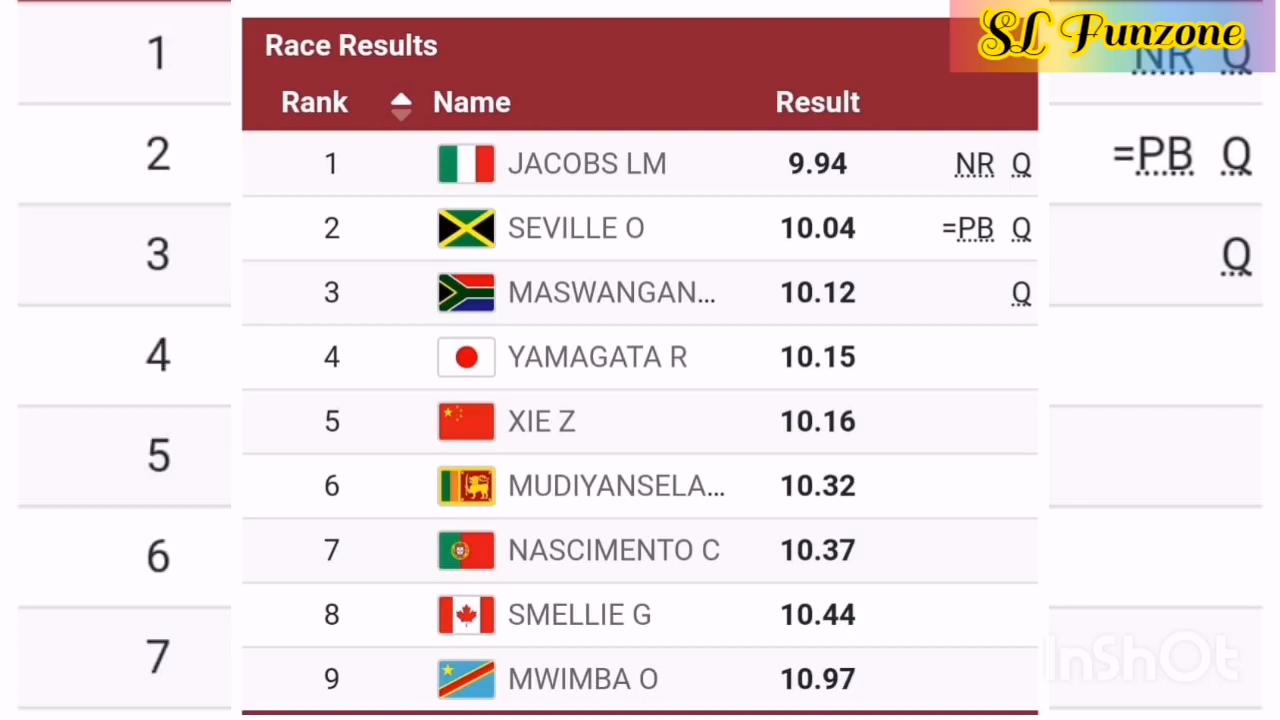 SL Funzone
Race Results
Rank Name Result
1 JACOBS LM 9.94 NR Q
2 SEVILLE O 10.04 =PB Q
3 MASWANGAN... 10.12 Q
4 YAMAGATA R 10.15
5 XIE Z 10.16
6 MUDIYANSELA... 10.32
7 NASCIMENTO C 10.37
8 SMELLIE G 10.44
9 MWIMBA O 10.97
1
2
3
4
5
6
7
NR Q
=PB Q
Q
InShOt